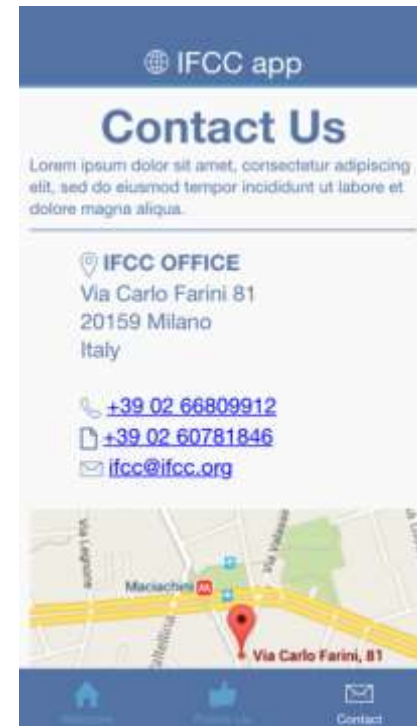 IFCC app
Contact Us
Lorem ipsum dolor sit amet, consectetur adipiscing
elit, sed do eiusmod tempor incididunt ut labore et
dolore magna aliqua.
IFCC OFFICE
Via Carlo Farini 81
20159 Milano
Italy
+39 02 66809912
+39 02 60781846
ifcc@ifcc.org
Maciachini M
Via Carlo Farini, 81
Contact